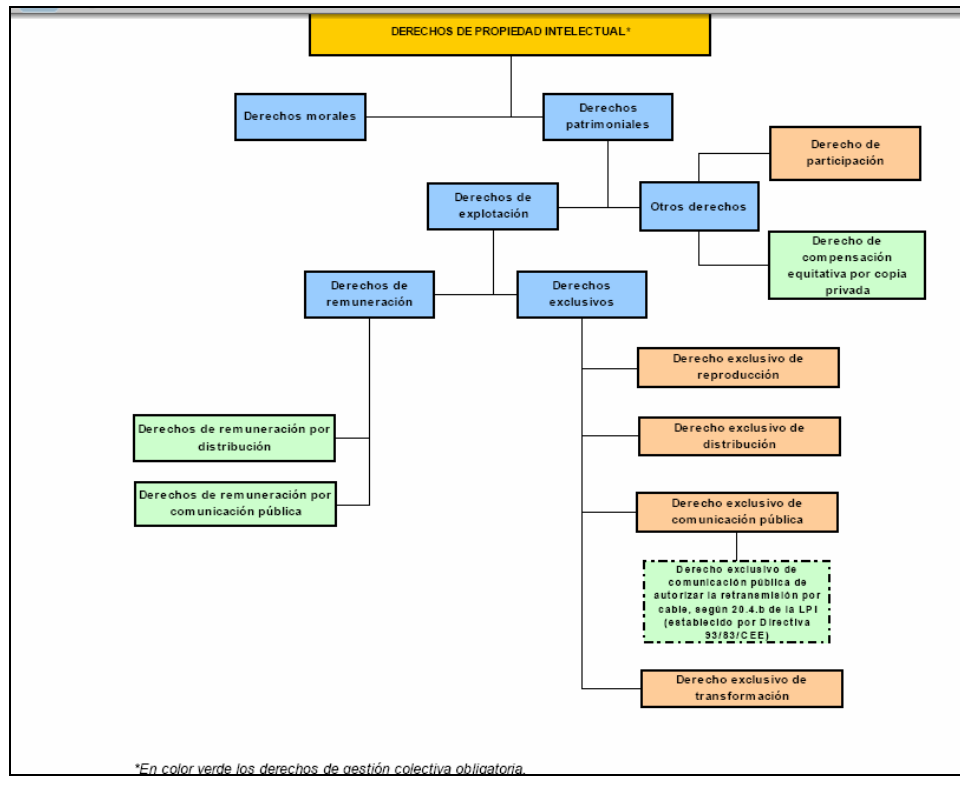 DERECHOS DE PROPIEDAD INTELECTUAL*
Derechos morales
Derechos
patrimoniales
Derecho de
participación
Derechos de
explotación
Otros derechos
Derecho de
compensación
equitativa por copia
privada
Derechos de
remuneración
Derechos
exclusivos
Derecho exclusivo de
reproducción
Derechos de remuneración por
distribución
Derecho exclusivo de
distribución
Derechos de remuneración por
comunicación pública
Derecho exclusivo de
comunicación pública
Derecho exclusivo de
comunicación pública de
autorizar la retransmisión por
cable, según 20.4.b de la LPI
(establecido por Directiva
93/83/CEE)
Derecho exclusivo de
transformación
*En color verde los derechos de gestión colectiva obligatoria.